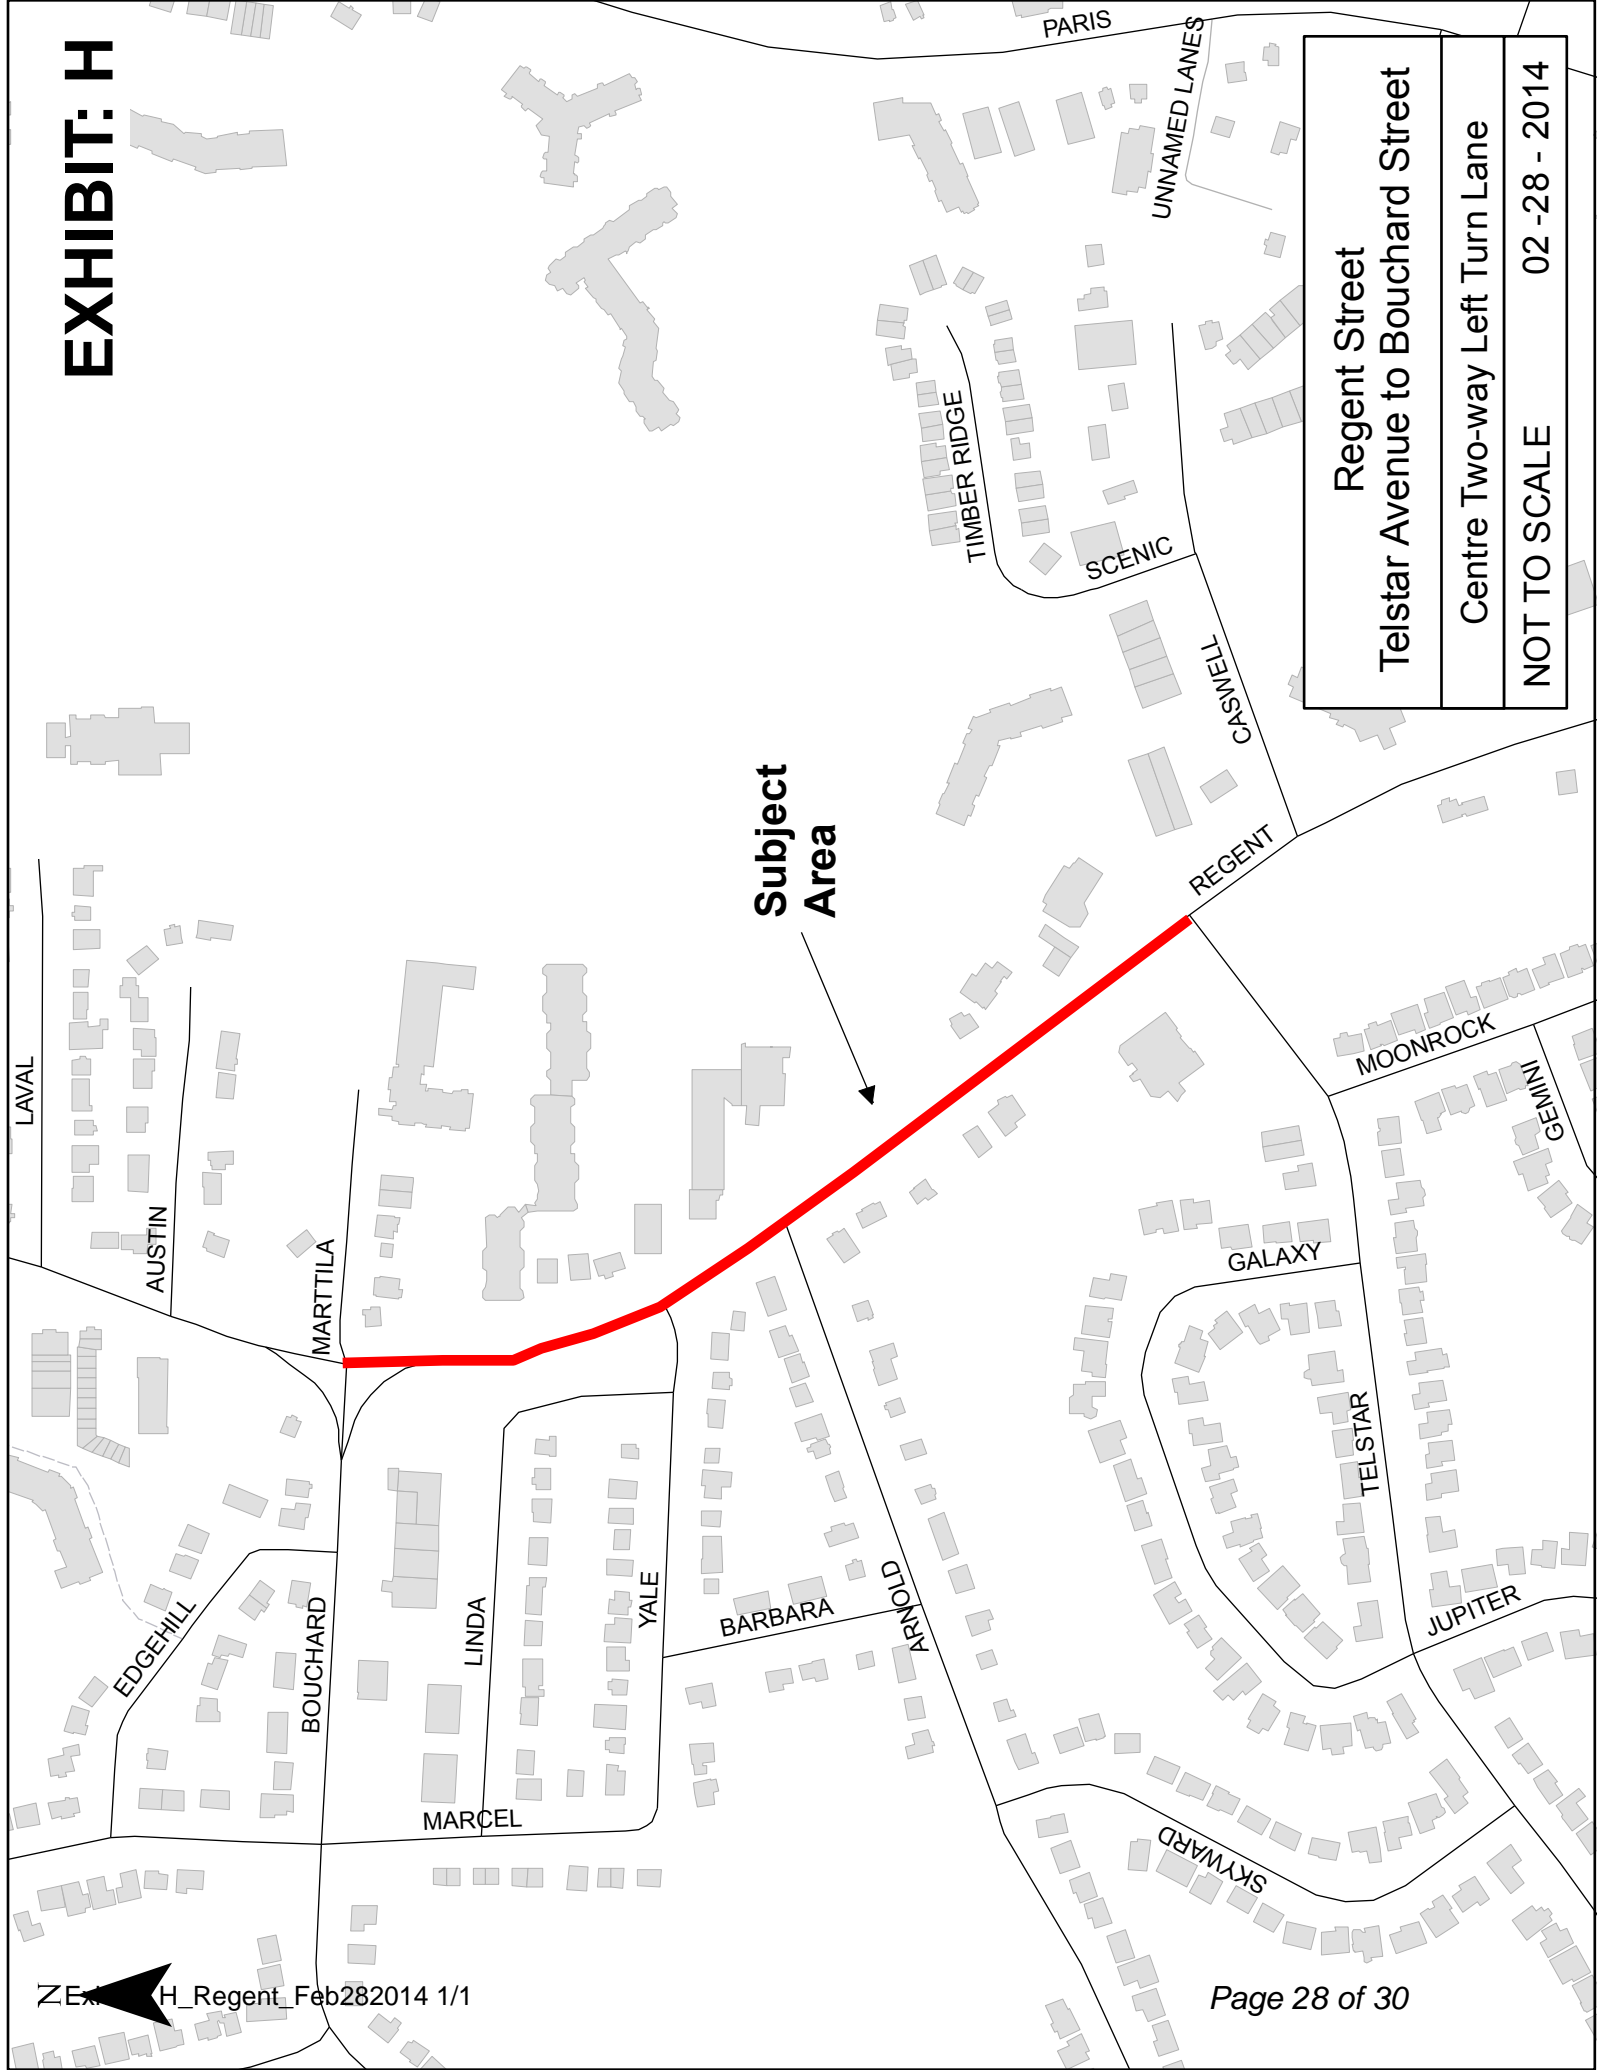 EXHIBIT: H
PARIS
UNNAMED LANES
TIMBER RIDGE
SCENIC
CASWELL
REGENT
Subject
Area
LAVAL
AUSTIN
MARTTILA
MOONROCK
GEMINI
GALAXY
TELSTAR
JUPITER
EDGEHILL
BOUCHARD
LINDA
YALE
BARBARA
ARNOLD
MARCEL
SKYWARD
Regent Street
Telstar Avenue to Bouchard Street
Centre Two-way Left Turn Lane
NOT TO SCALE 02 -28 - 2014
N
H_Regent_Feb282014 1/1
Page 28 of 30